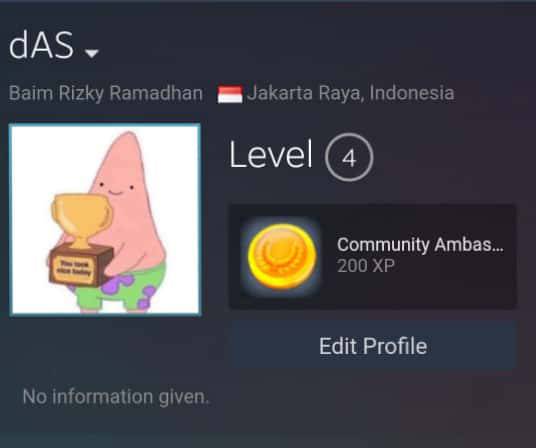 dAS
Baim Rizky Ramadhan Jakarta Raya, Indonesia
Level 4
Community Ambas...
200 XP
You look
nice today
Edit Profile
No information given.